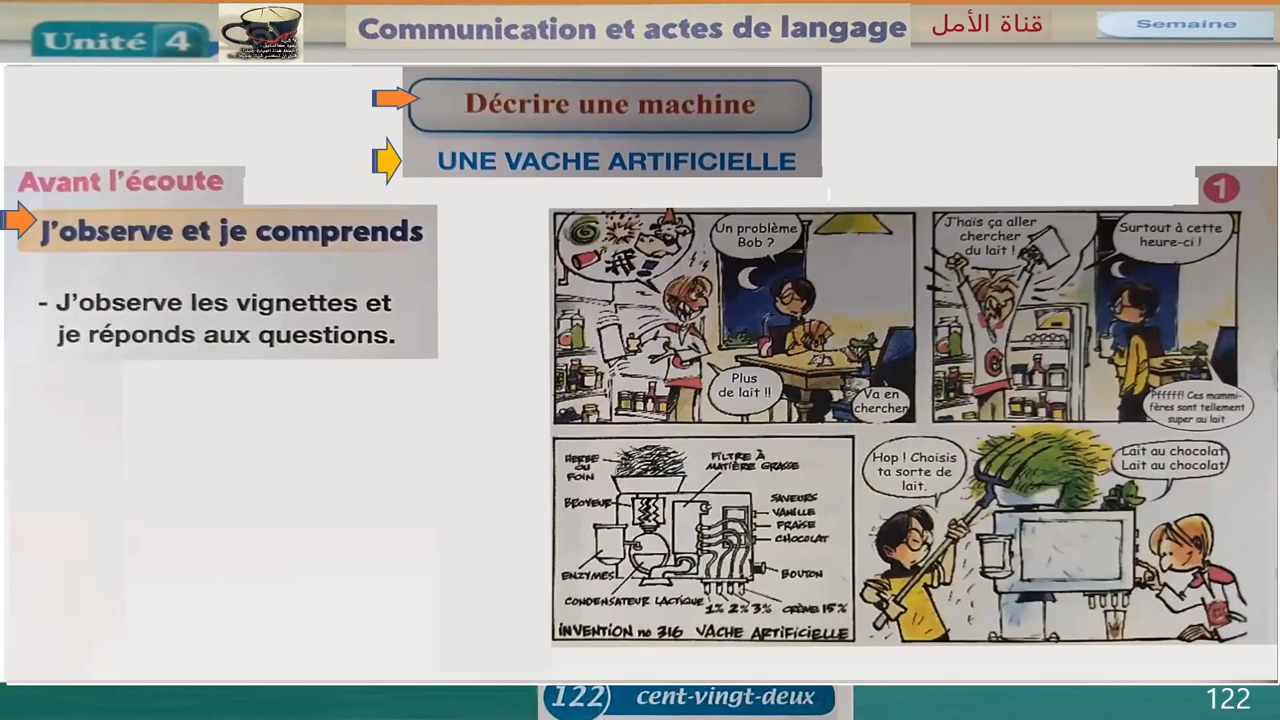 Unité 4
Communication et actes de langage
قناة الأمل
Semaine
Décrire une machine
UNE VACHE ARTIFICIELLE
Avant l'écoute
1
J'observe et je comprends
- J'observe les vignettes et
je réponds aux questions.
Un problème
Bob ?
Plus
de lait !!
Va en
chercher
J'haïs ça aller
chercher
du lait !
Surtout à cette
heure-ci !
Pffffff! Ces mammi-
fères sont tellement
super au lait
HERBE
OU
FOIN
FILTRE À
MATIÈRE GRASSE
BROYEUR
SAVEURS
VANILLE
FRAISE
CHOCOLAT
BOUTON
ENZYMES
CONDENSATEUR LACTIQUE
1% 2% 3% CRÈME 15%
INVENTION no 316 VACHE ARTIFICIELLE
Hop ! Choisis
ta sorte de
lait.
Lait au chocolat
Lait au chocolat
122 cent-vingt-deux
122